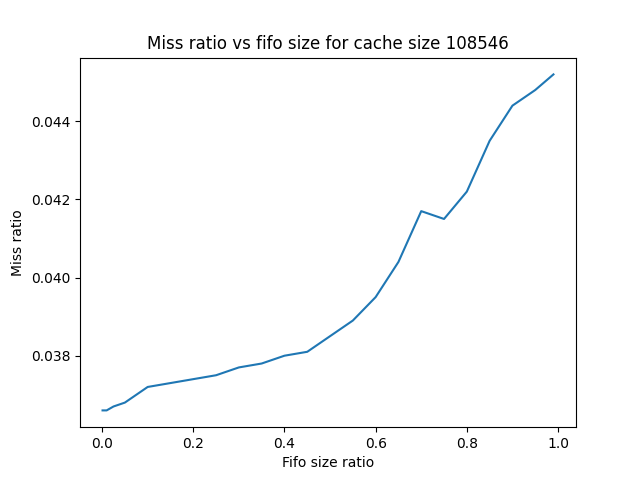 Miss ratio vs fifo size for cache size 108546
0.044
0.042
0.040
0.038
Miss ratio
0.0 0.2 0.4 0.6 0.8 1.0
Fifo size ratio